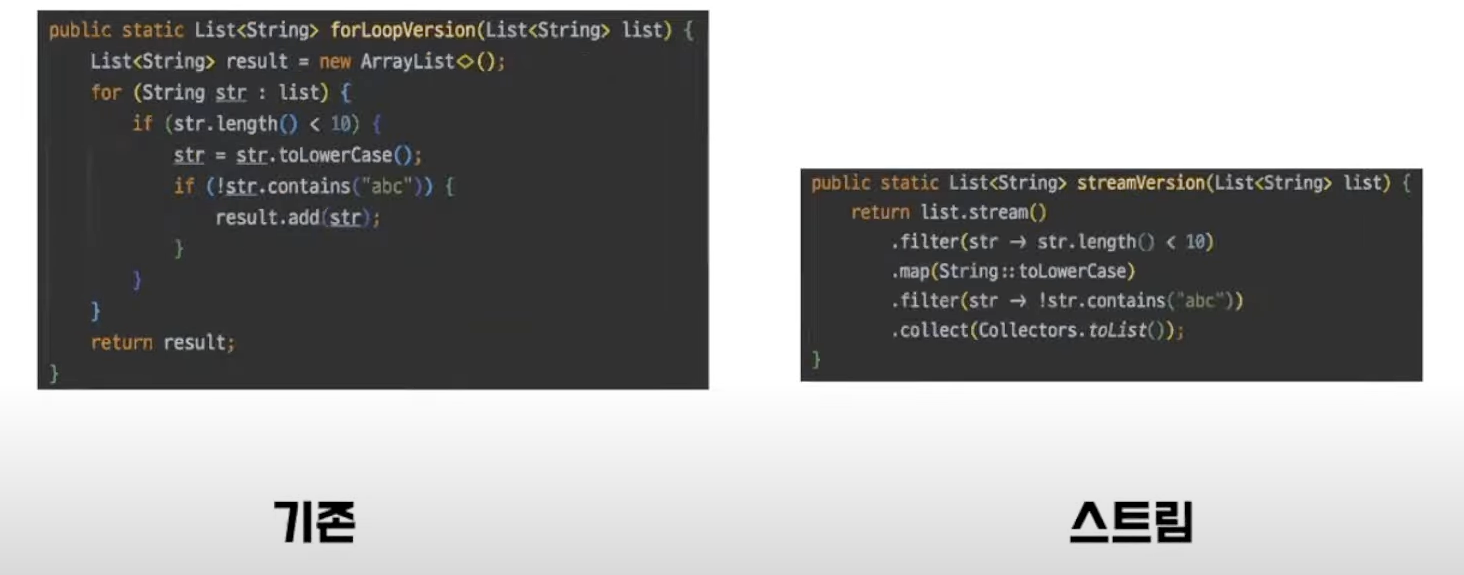 public static List<String> forLoopVersion(List<String> list) {
List<String> result = new ArrayList<>();
for (String str : list) {
if (str.length() < 10) {
str = str.toLowerCase();
if (!str.contains("abc")) {
result.add(str);
}
}
}
return result;
}
기존
public static List<String> streamVersion(List<String> list) {
return list.stream()
.filter(str → str.length() < 10)
.map(String::toLowerCase)
.filter(str → !str.contains("abc"))
.collect(Collectors.toList());
}
스트림